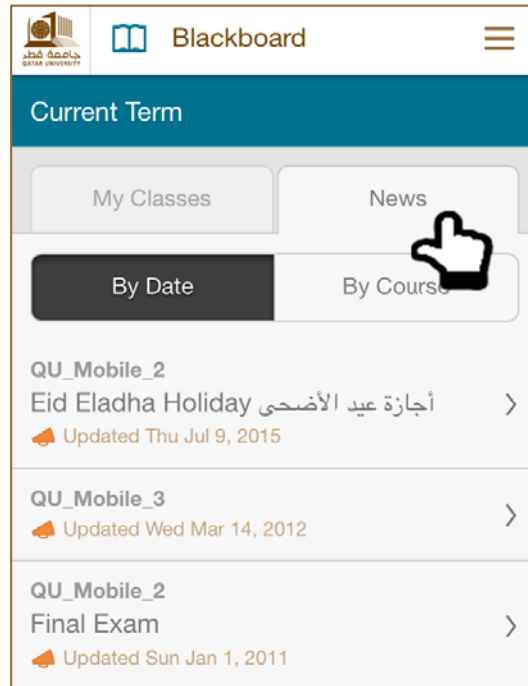 جامعة قطر
QATAR UNIVERSITY
Blackboard
Current Term
My Classes
News
By Date
By Course
QU_Mobile_2
Eid Eladha Holiday أجازة عيد الأضحى
Updated Thu Jul 9, 2015
QU_Mobile_3
Updated Wed Mar 14, 2012
QU_Mobile_2
Final Exam
Updated Sun Jan 1, 2011